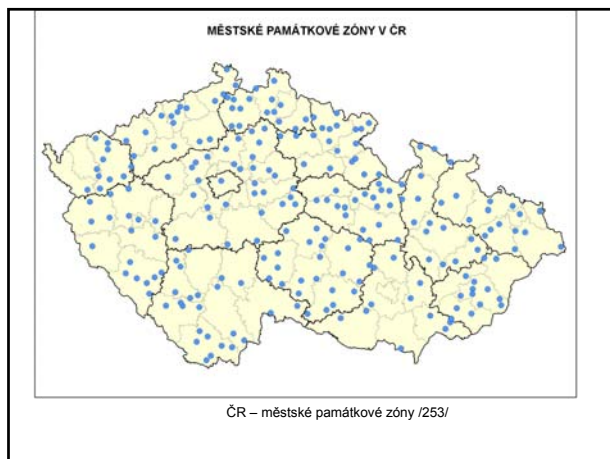 MĚSTSKÉ PAMÁTKOVÉ ZÓNY V ČR
ČR – městské památkové zóny /253/